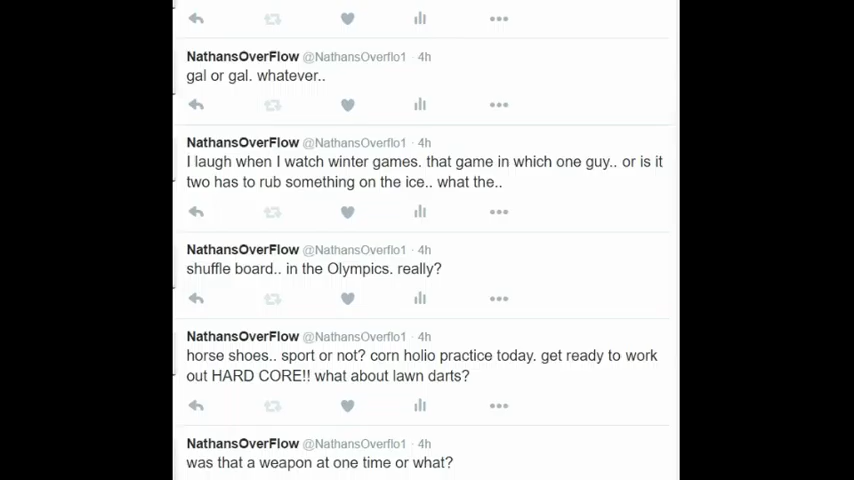 NathansOverFlow @NathansOverflo1 · 4h
gal or gal. whatever..
NathansOverFlow @NathansOverflo1 · 4h
I laugh when I watch winter games. that game in which one guy.. or is it
two has to rub something on the ice.. what the..
NathansOverFlow @NathansOverflo1 · 4h
shuffle board.. in the Olympics. really?
NathansOverFlow @NathansOverflo1 · 4h
horse shoes.. sport or not? corn holio practice today. get ready to work
out HARD CORE!! what about lawn darts?
NathansOverFlow @NathansOverflo1 · 4h
was that a weapon at one time or what?